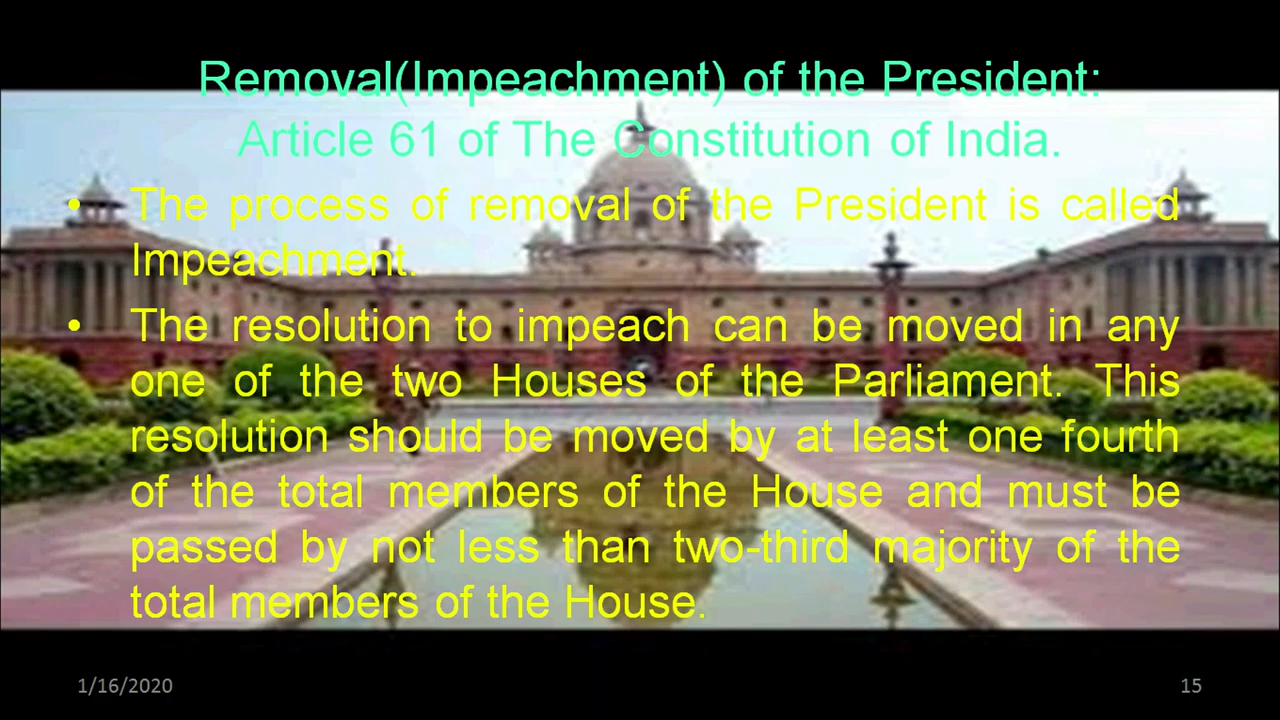 Removal(Impeachment) of the President:
Article 61 of The Constitution of India.
• The process of removal of the President is called
Impeachment.
• The resolution to impeach can be moved in any
one of the two Houses of the Parliament. This
resolution should be moved by at least one fourth
of the total members of the House and must be
passed by not less than two-third majority of the
total members of the House.
1/16/2020
15